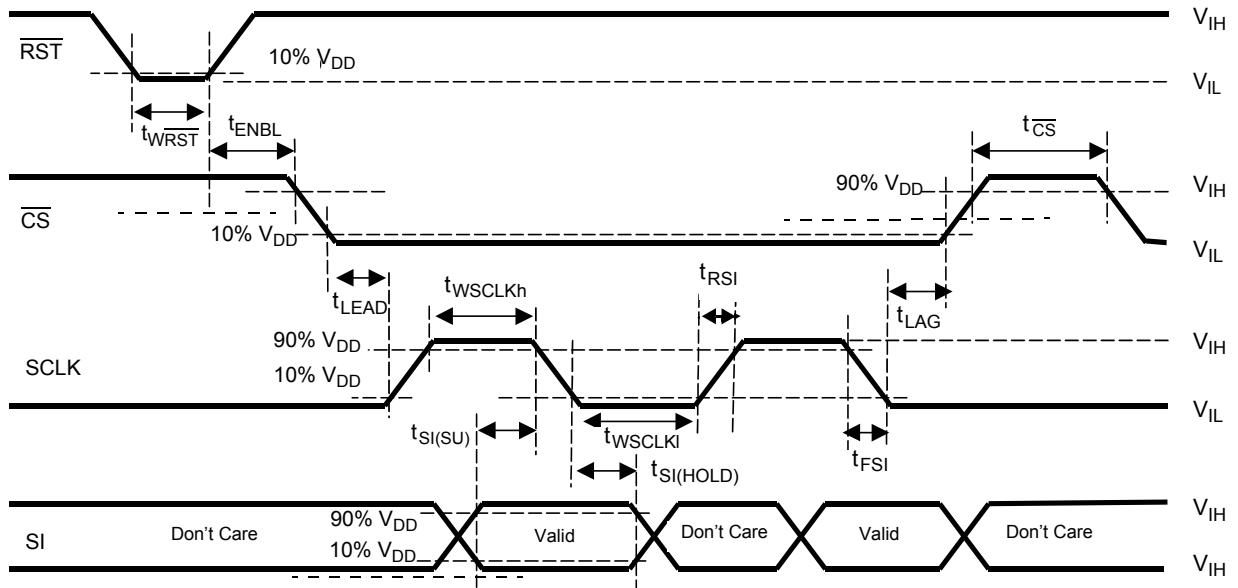 VIH
RST
10% VDD
VIL
tWRST
tENBL
tCS
90% VDD
VIH
CS
10% VDD
VIL
tLEAD
tWSCLKh
tRSI
tLAG
90% VDD
VIH
SCLK
10% VDD
VIL
tSI(SU)
tWSCLKl
tFSI
tSI(HOLD)
VIH
90% VDD
SI
Don't Care
Valid
Don't Care
Valid
Don't Care
10% VDD
VIH